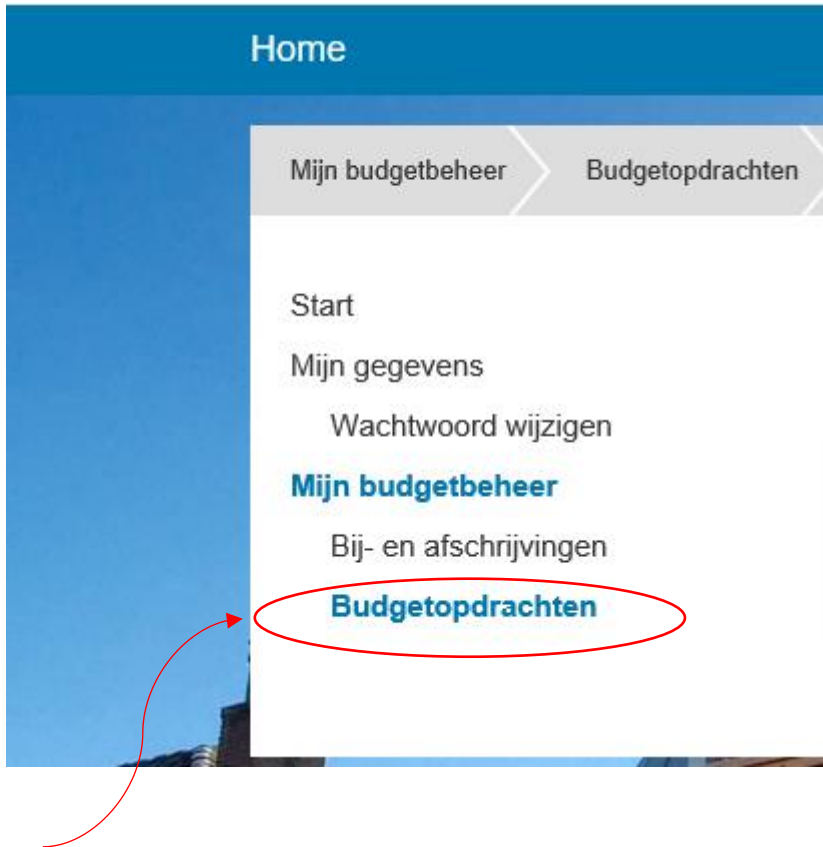 Home
Mijn budgetbeheer Budgetopdrachten
Start
Mijn gegevens
Wachtwoord wijzigen
Mijn budgetbeheer
Bij- en afschrijvingen
Budgetopdrachten